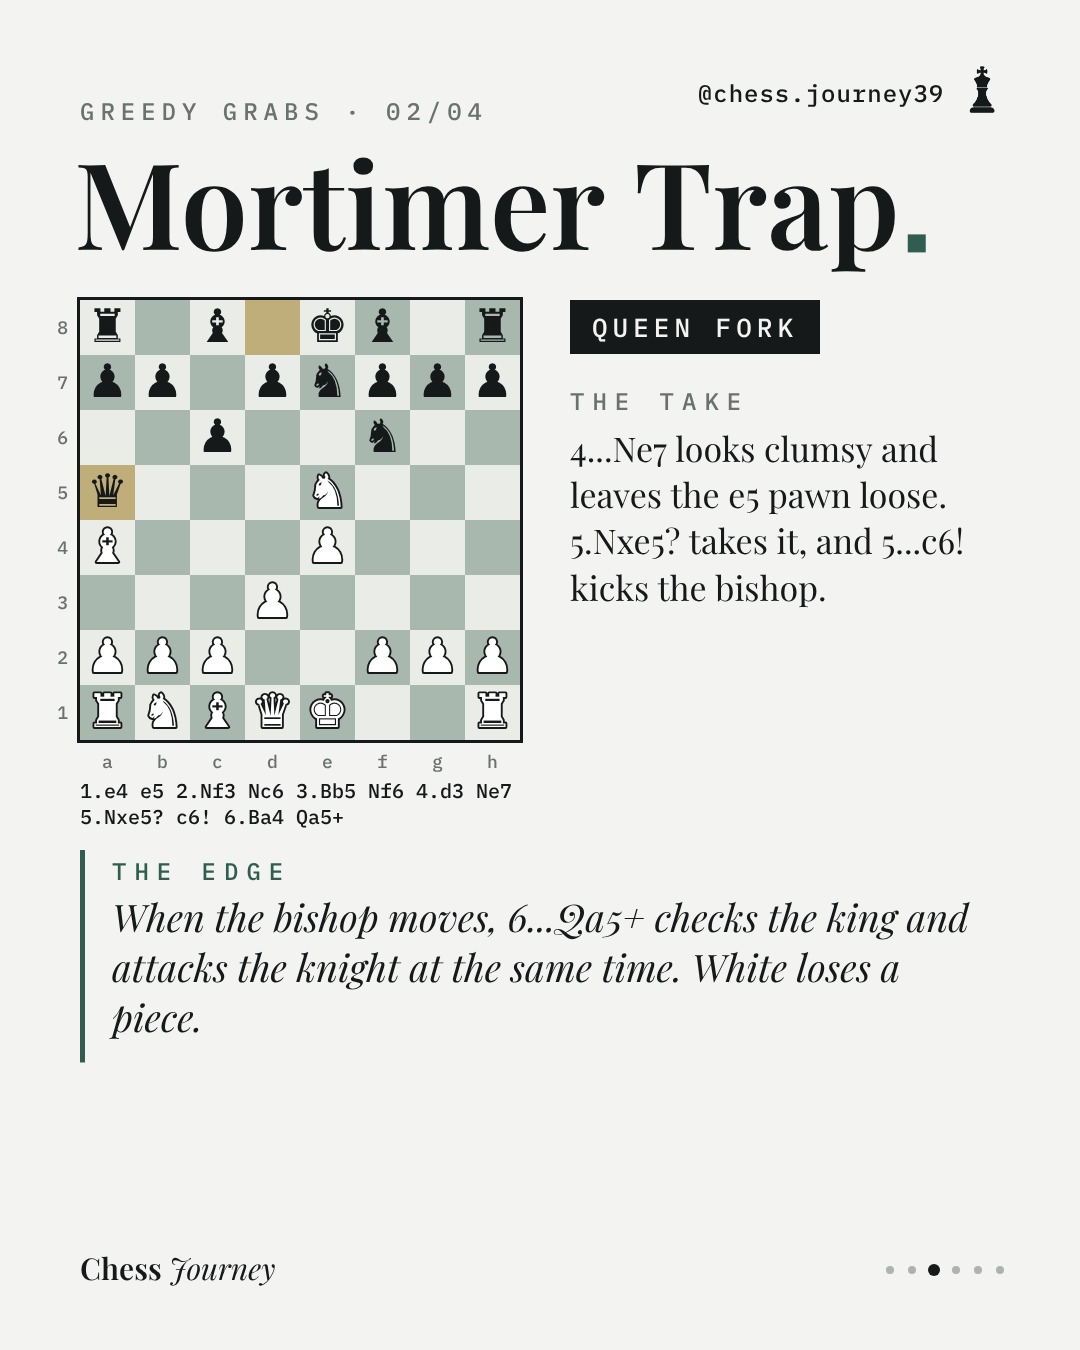 GREEDY GRABS · 02/04
@chess.journey39
Mortimer Trap.
8
7
6
5
4
3
2
1
a b c d e f g h
1.e4 e5 2.Nf3 Nc6 3.Bb5 Nf6 4.d3 Ne7
5.Nxe5? c6! 6.Ba4 Qa5+
QUEEN FORK
THE TAKE
4...Ne7 looks clumsy and
leaves the e5 pawn loose.
5.Nxe5? takes it, and 5...c6!
kicks the bishop.
THE EDGE
When the bishop moves, 6...Qa5+ checks the king and
attacks the knight at the same time. White loses a
piece.
Chess Journey